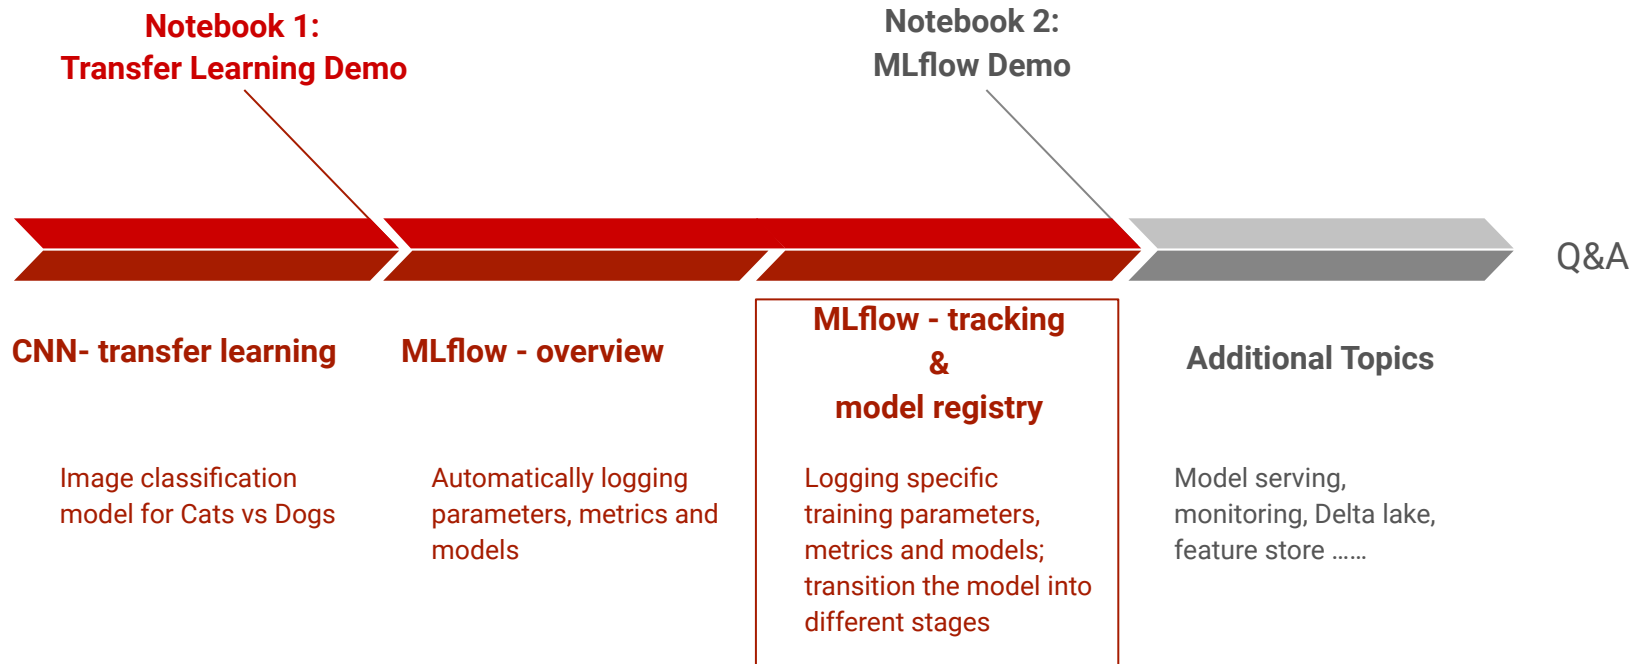 Notebook 1:
Transfer Learning Demo
Notebook 2:
MLflow Demo
Q&A
CNN- transfer learning
Image classification
model for Cats vs Dogs
MLflow - overview
Automatically logging
parameters, metrics and
models
MLflow - tracking
&
model registry
Logging specific
training parameters,
metrics and models;
transition the model into
different stages
Additional Topics
Model serving,
monitoring, Delta lake,
feature store ......